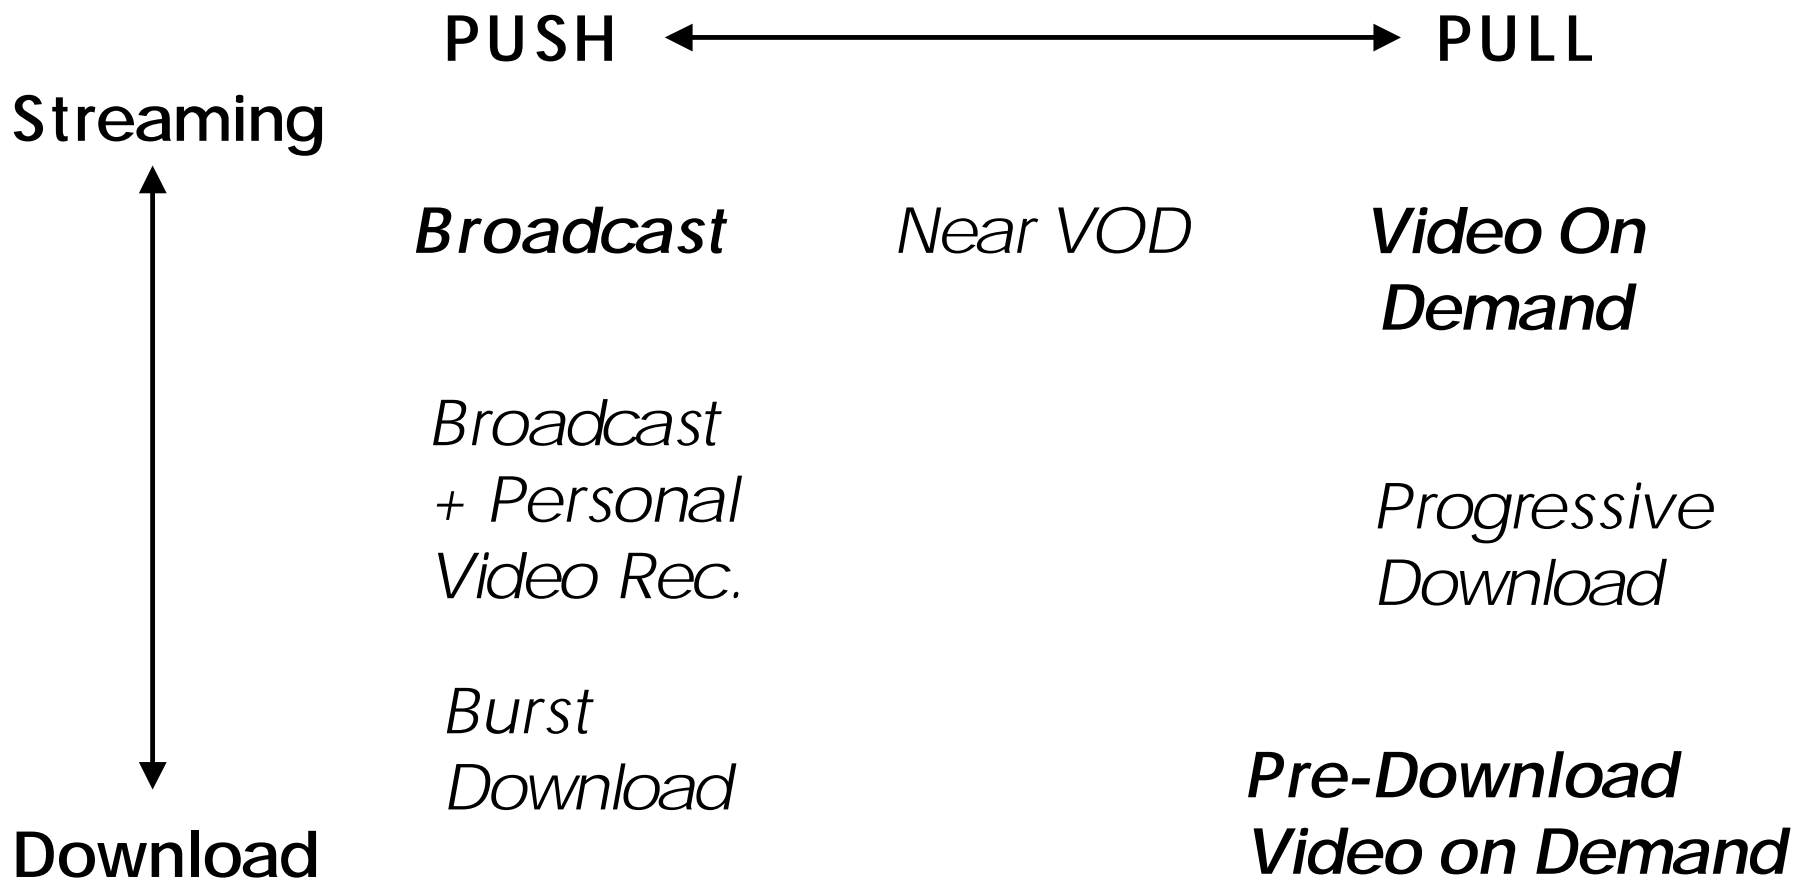 PUSH PULL
Streaming
Broadcast Near VOD Video On
Demand
Broadcast
+ Personal
Video Rec.
Progressive
Download
Burst
Download
Pre-Download
Video on Demand
Download